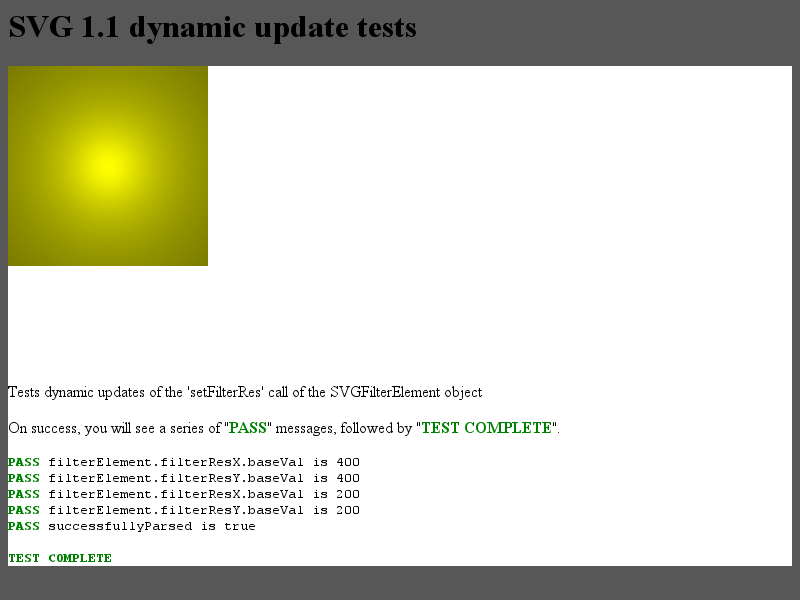 SVG 1.1 dynamic update tests
Tests dynamic updates of the 'setFilterRes' call of the SVGFilterElement object
On success, you will see a series of "PASS" messages, followed by "TEST COMPLETE".
PASS filterElement.filterResX.baseVal is 400
PASS filterElement.filterResY.baseVal is 400
PASS filterElement.filterResX.baseVal is 200
PASS filterElement.filterResY.baseVal is 200
PASS successfullyParsed is true
TEST COMPLETE